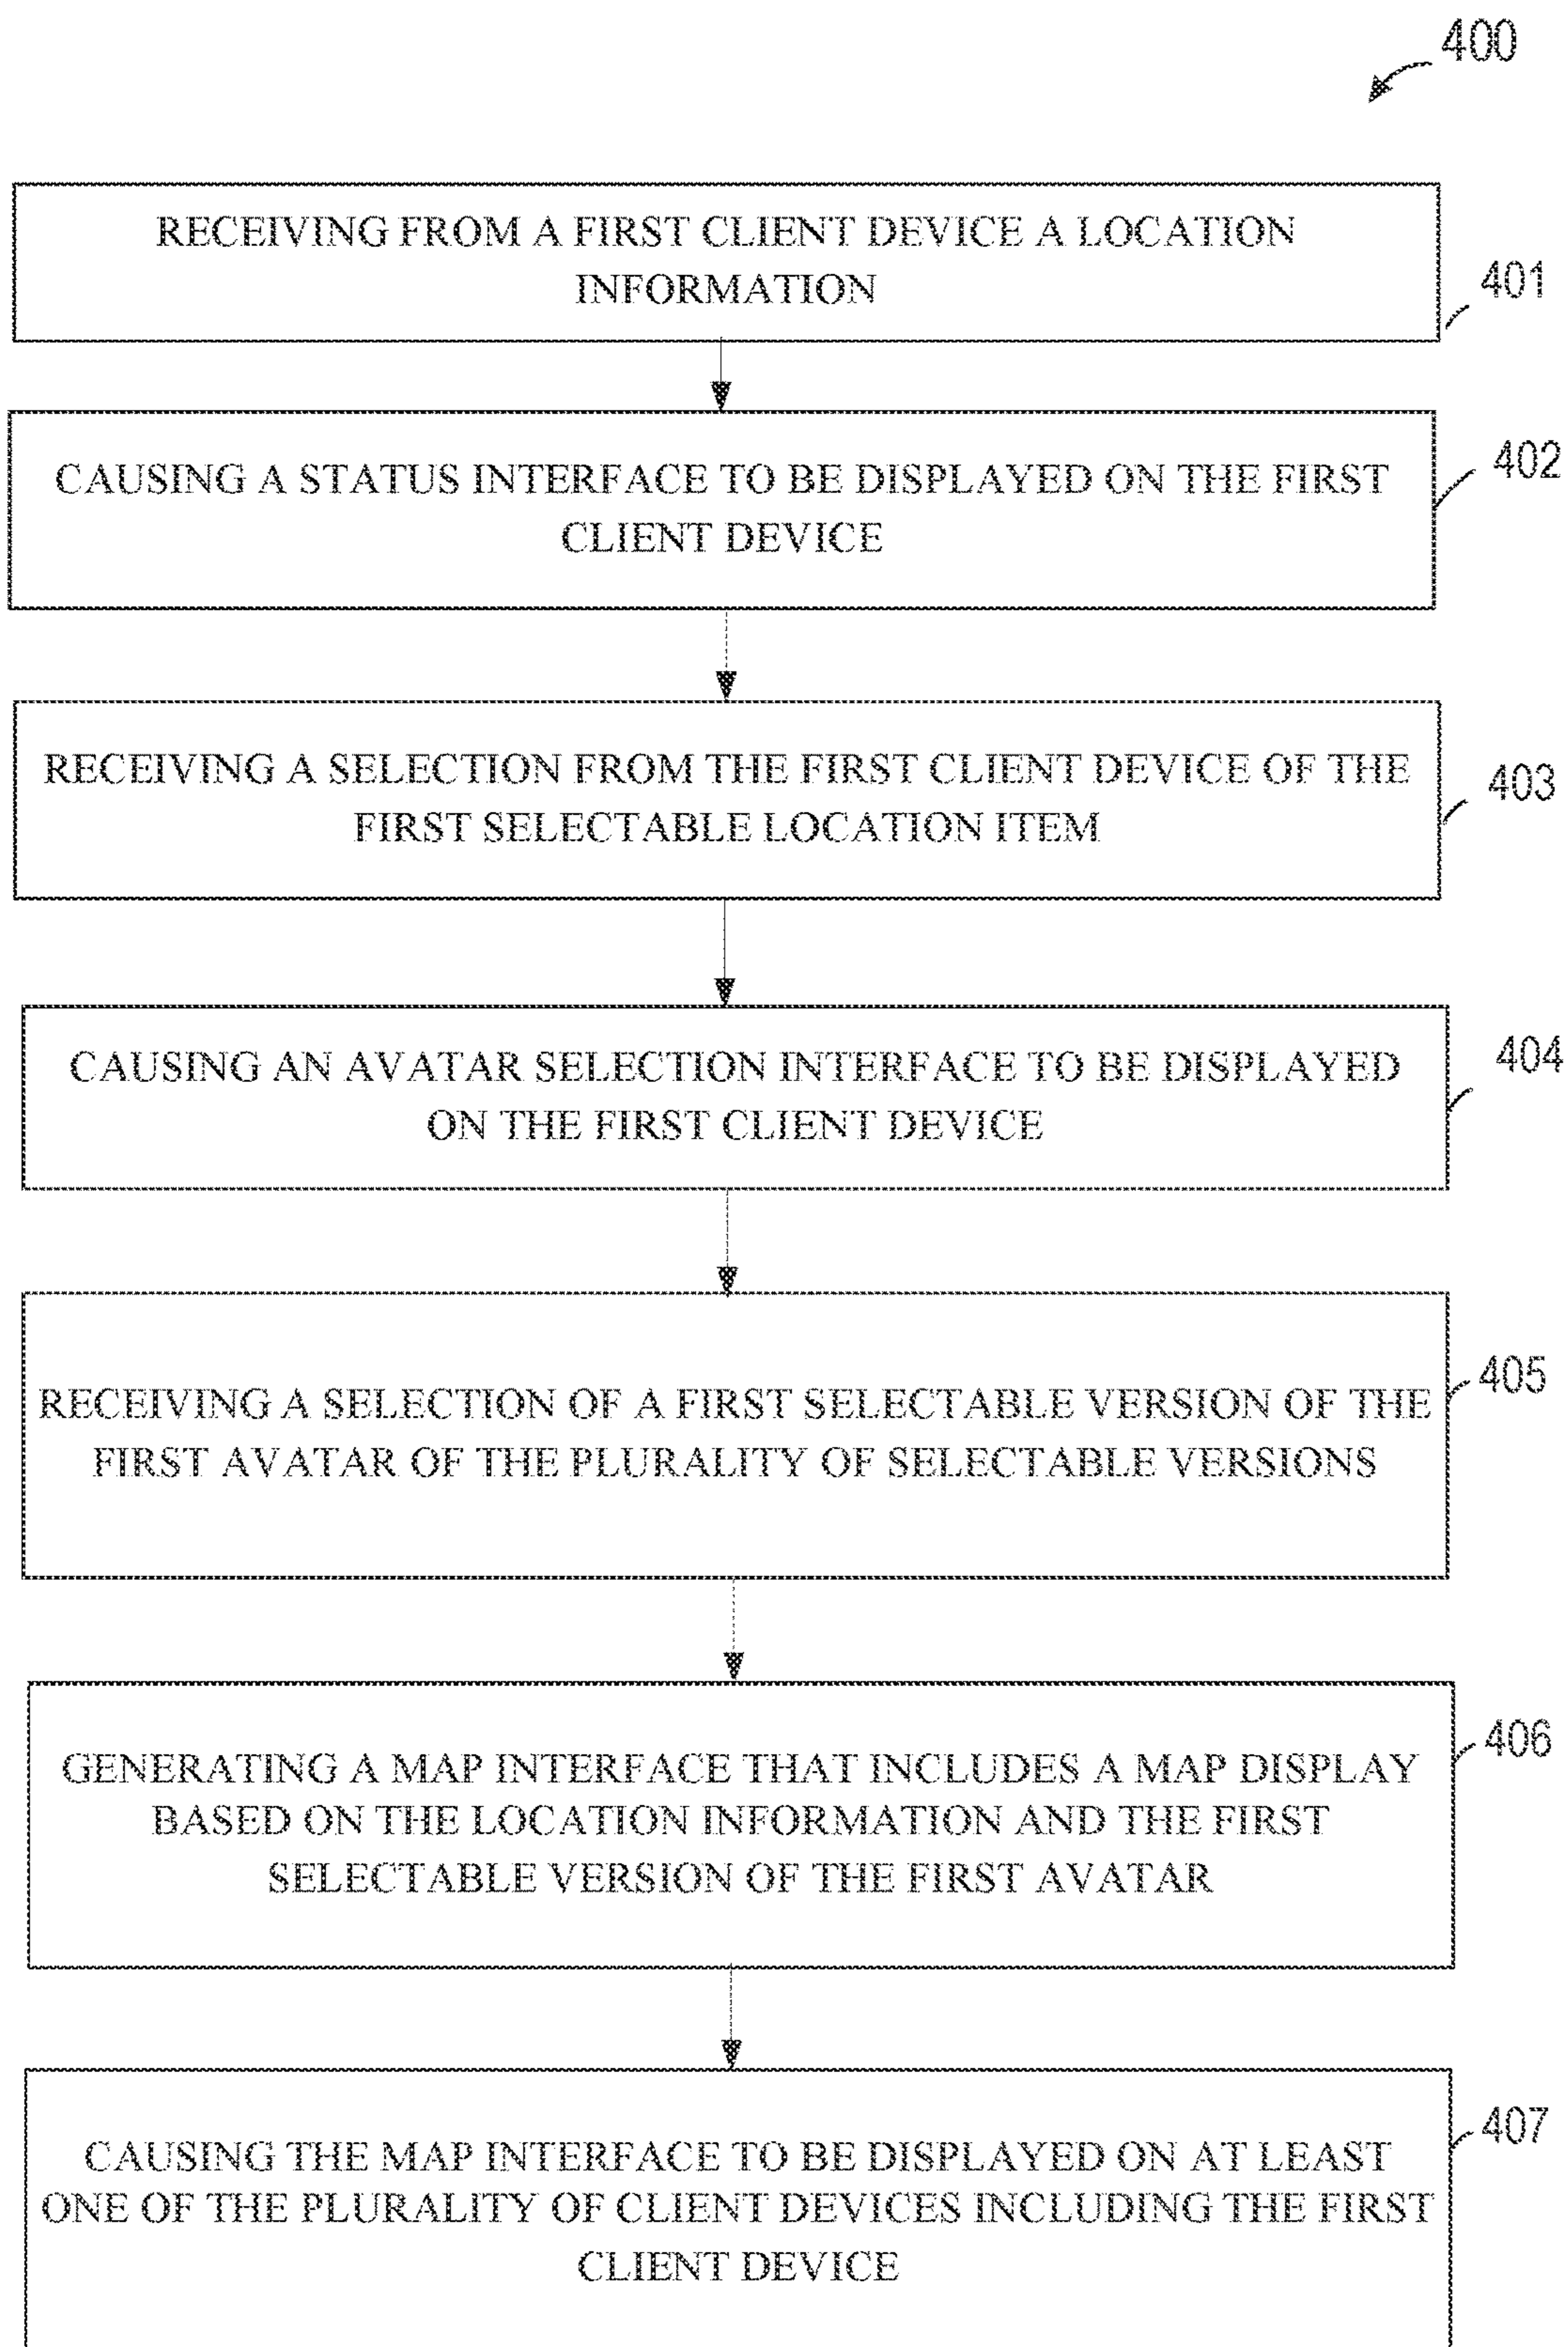 400
RECEIVING FROM A FIRST CLIENT DEVICE A LOCATION
INFORMATION
401
CAUSING A STATUS INTERFACE TO BE DISPLAYED ON THE FIRST
CLIENT DEVICE
402
RECEIVING A SELECTION FROM THE FIRST CLIENT DEVICE OF THE
FIRST SELECTABLE LOCATION ITEM
403
CAUSING AN AVATAR SELECTION INTERFACE TO BE DISPLAYED
ON THE FIRST CLIENT DEVICE
404
RECEIVING A SELECTION OF A FIRST SELECTABLE VERSION OF THE
FIRST AVATAR OF THE PLURALITY OF SELECTABLE VERSIONS
405
GENERATING A MAP INTERFACE THAT INCLUDES A MAP DISPLAY
BASED ON THE LOCATION INFORMATION AND THE FIRST
SELECTABLE VERSION OF THE FIRST AVATAR
406
CAUSING THE MAP INTERFACE TO BE DISPLAYED ON AT LEAST
ONE OF THE PLURALITY OF CLIENT DEVICES INCLUDING THE FIRST
CLIENT DEVICE
407